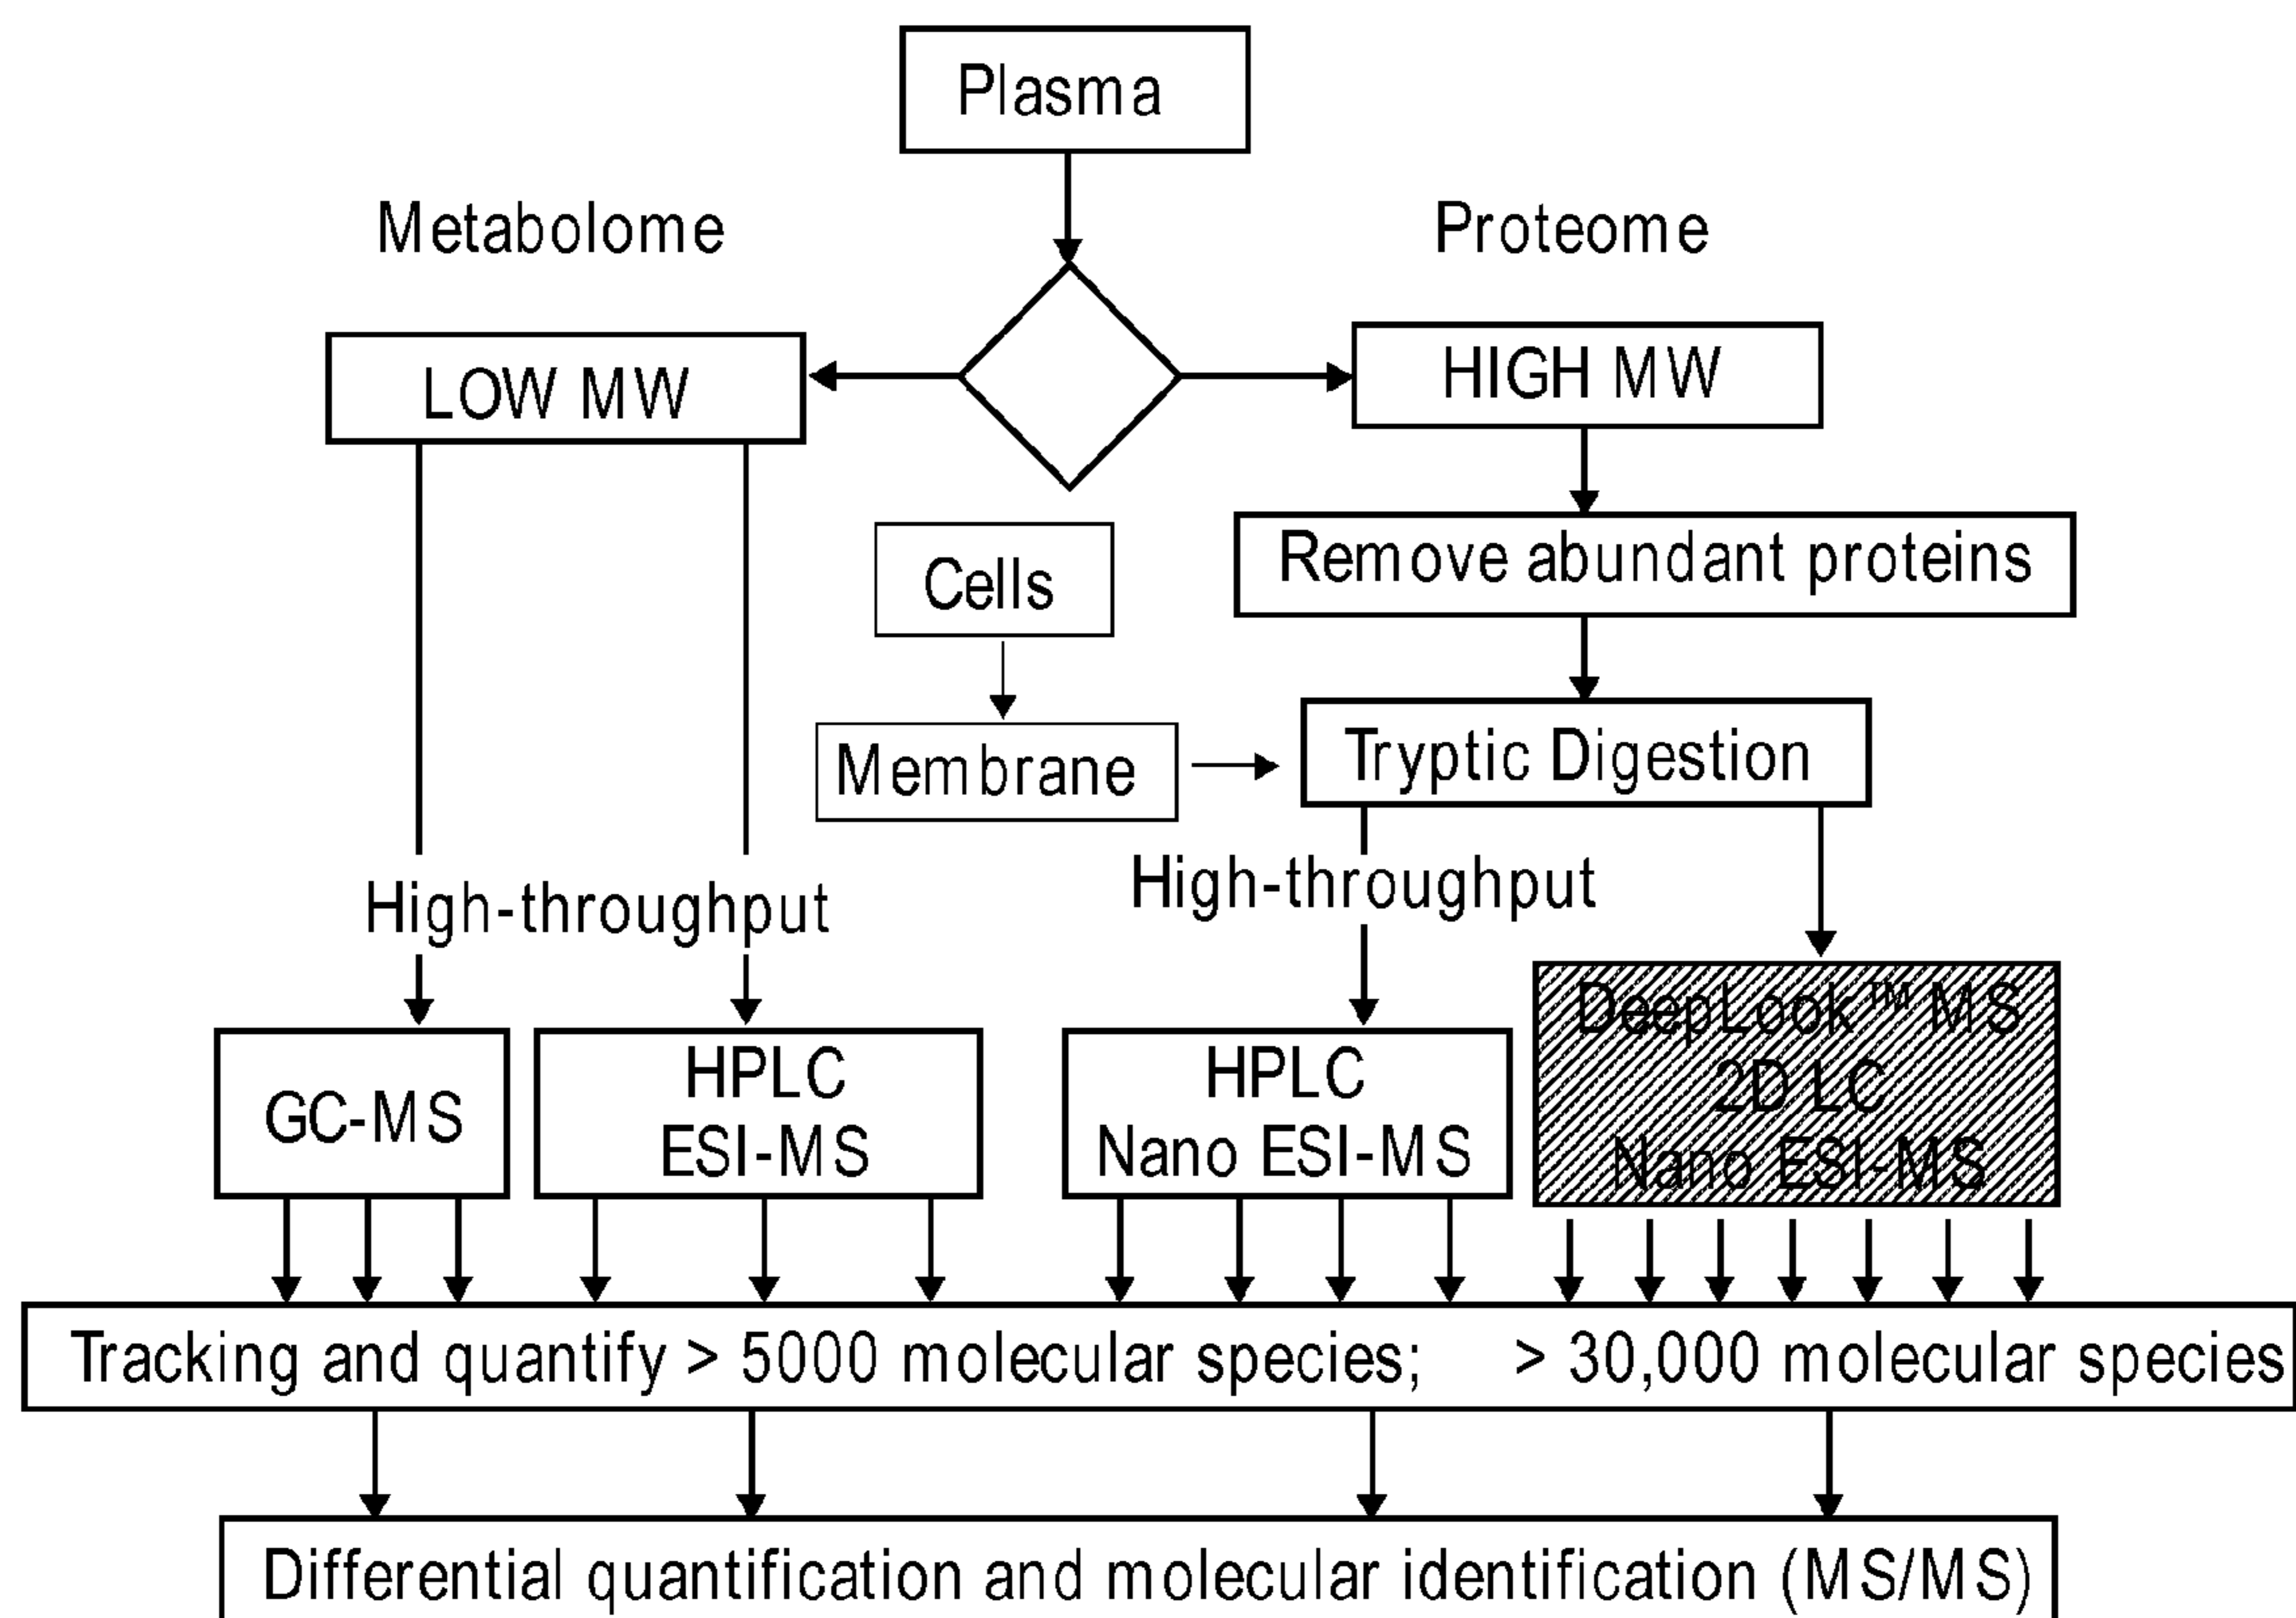 Plasma
Metabolome
Proteome
LOW MW
HIGH MW
Remove abundant proteins
Cells
Membrane
Tryptic Digestion
High-throughput
High-throughput
GC-MS
HPLC
ESI-MS
HPLC
Nano ESI-MS
DeepLook™ MS
2D LC
Nano ESI-MS
Tracking and quantify > 5000 molecular species; > 30,000 molecular species
Differential quantification and molecular identification (MS/MS)